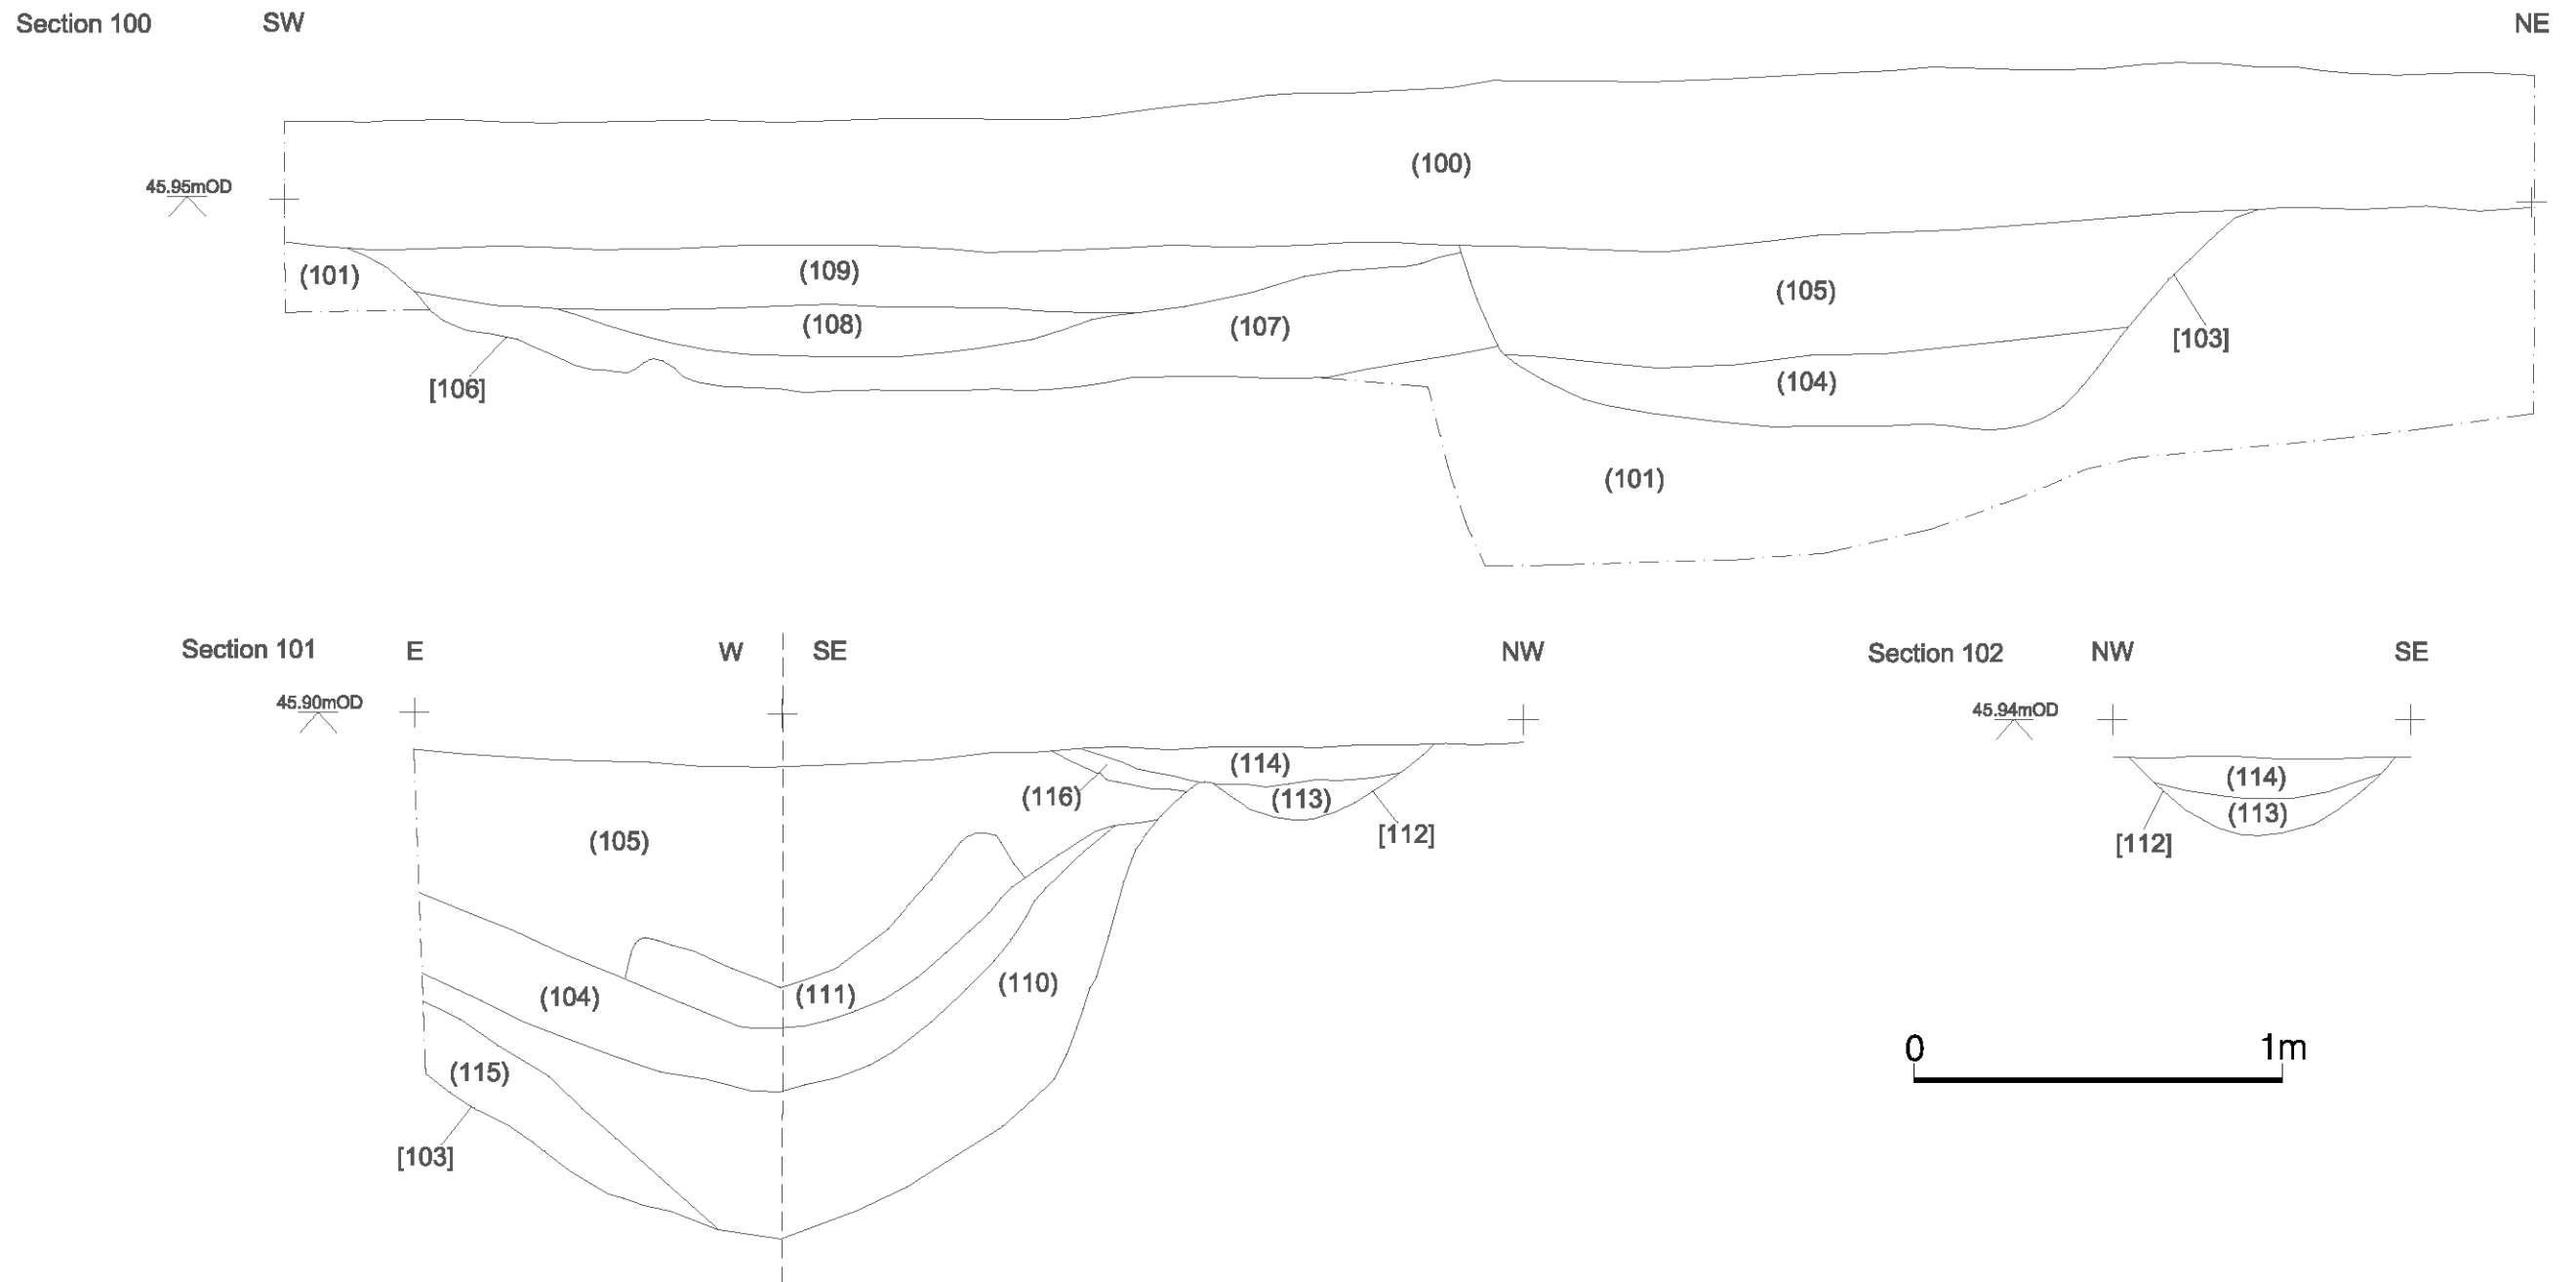 Section 100 SW NE
(100)
45.95mOD
(101) (109) (105)
(108) (107) [103]
[106] (104)
(101)
Section 101 E W SE NW
45.90mOD
(114)
(116) (113)
(105) [112]
(104) (111) (110)
(115)
[103]
Section 102 NW SE
45.94mOD
(114)
(113)
[112]
0 1m